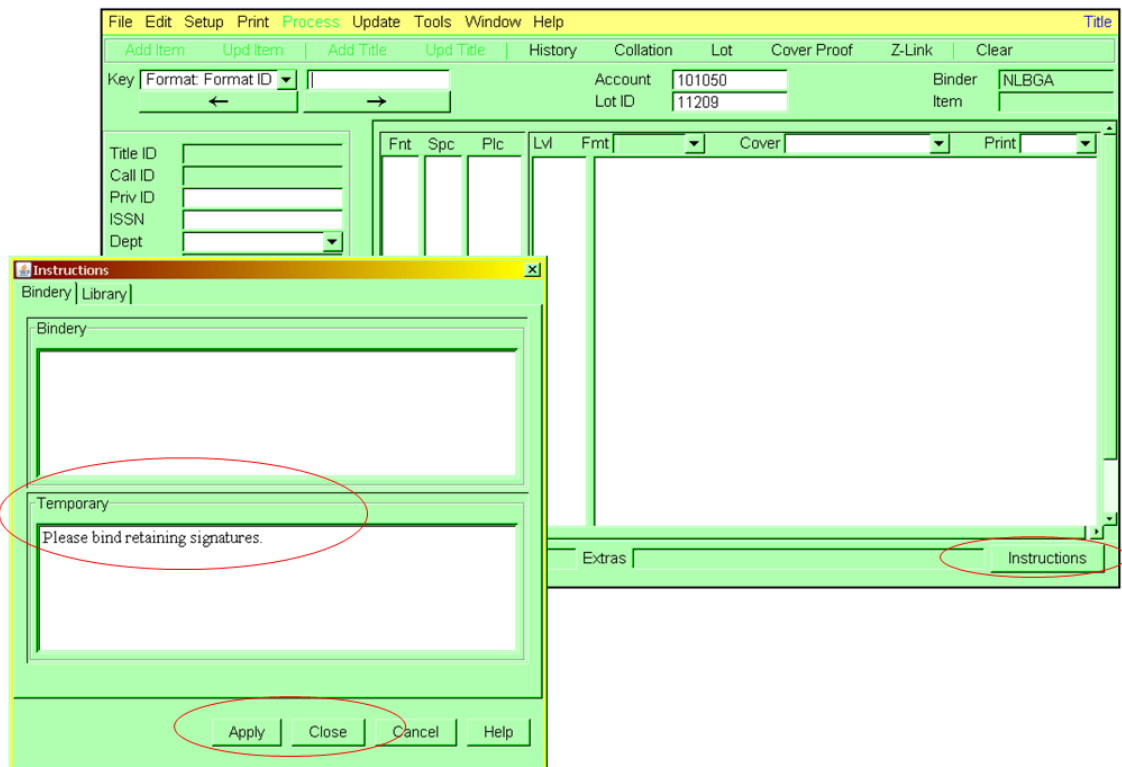 File Edit Setup Print Process Update Tools Window Help Title
Add Item Upd Item Add Title Upd Title History Collation Lot Cover Proof Z-Link Clear
Key Format: Format ID Account 101050 Binder NLBGA
← → Lot ID 11209 Item
Fnt Spc Plc Lvl Fmt Cover Print
Title ID
Call ID
Priv ID
ISSN
Dept
Instructions
Bindery Library
Bindery
Temporary
Please bind retaining signatures.
Extras Instructions
Apply Close Cancel Help